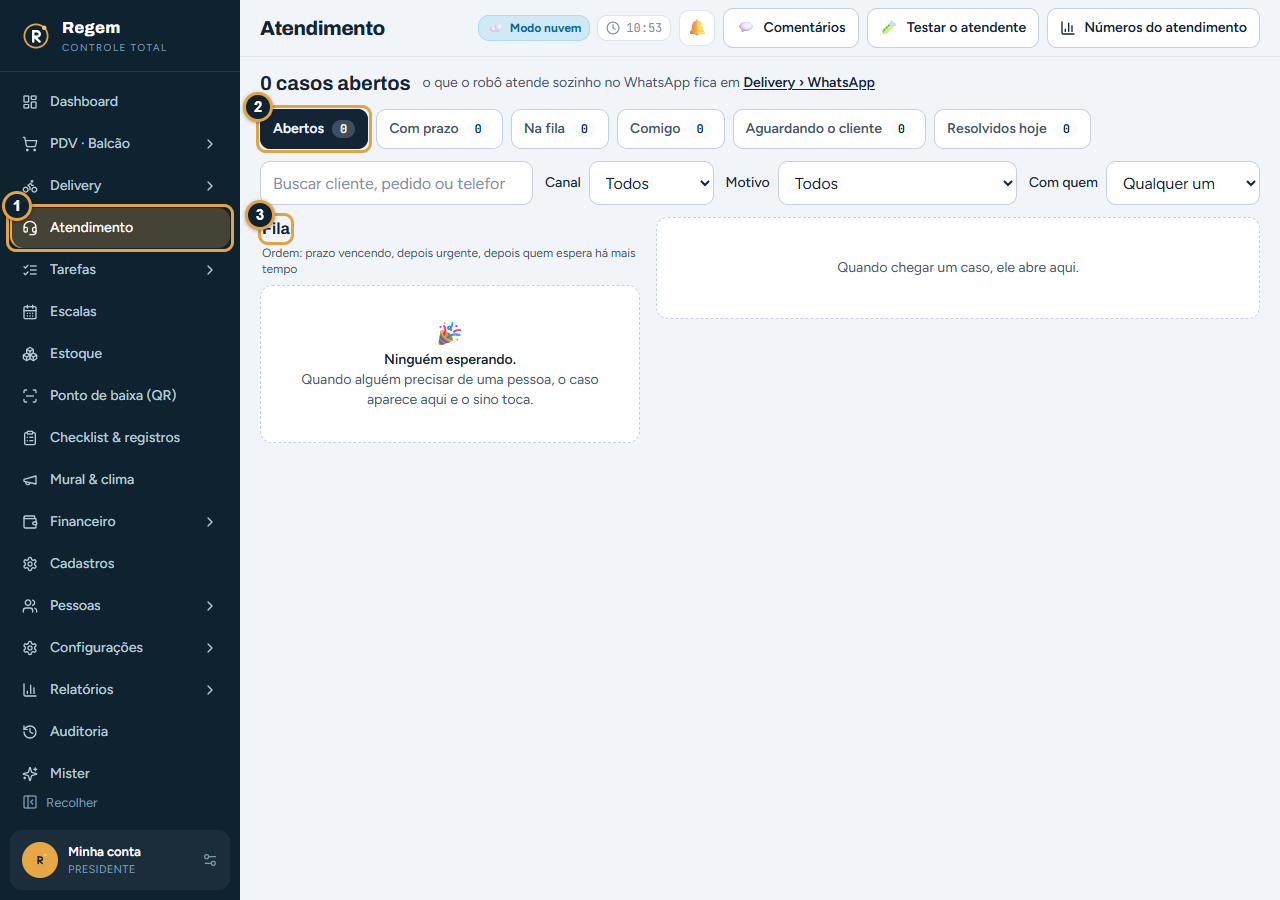 Regem
CONTROLE TOTAL
Dashboard
PDV · Balcão
Delivery
1
Atendimento
Tarefas
Escalas
Estoque
Ponto de baixa (QR)
Checklist & registros
Mural & clima
Financeiro
Cadastros
Pessoas
Configurações
Relatórios
Auditoria
Mister
Recolher
R
Minha conta
PRESIDENTE
Atendimento
Modo nuvem
10:53
Comentários
Testar o atendente
Números do atendimento
0 casos abertos o que o robô atende sozinho no WhatsApp fica em Delivery › WhatsApp
2
Abertos 0 Com prazo 0 Na fila 0 Comigo 0 Aguardando o cliente 0 Resolvidos hoje 0
Buscar cliente, pedido ou telefor Canal Todos Motivo Todos Com quem Qualquer um
3
Fila
Ordem: prazo vencendo, depois urgente, depois quem espera há mais
tempo
Ninguém esperando.
Quando alguém precisar de uma pessoa, o caso
aparece aqui e o sino toca.
Quando chegar um caso, ele abre aqui.